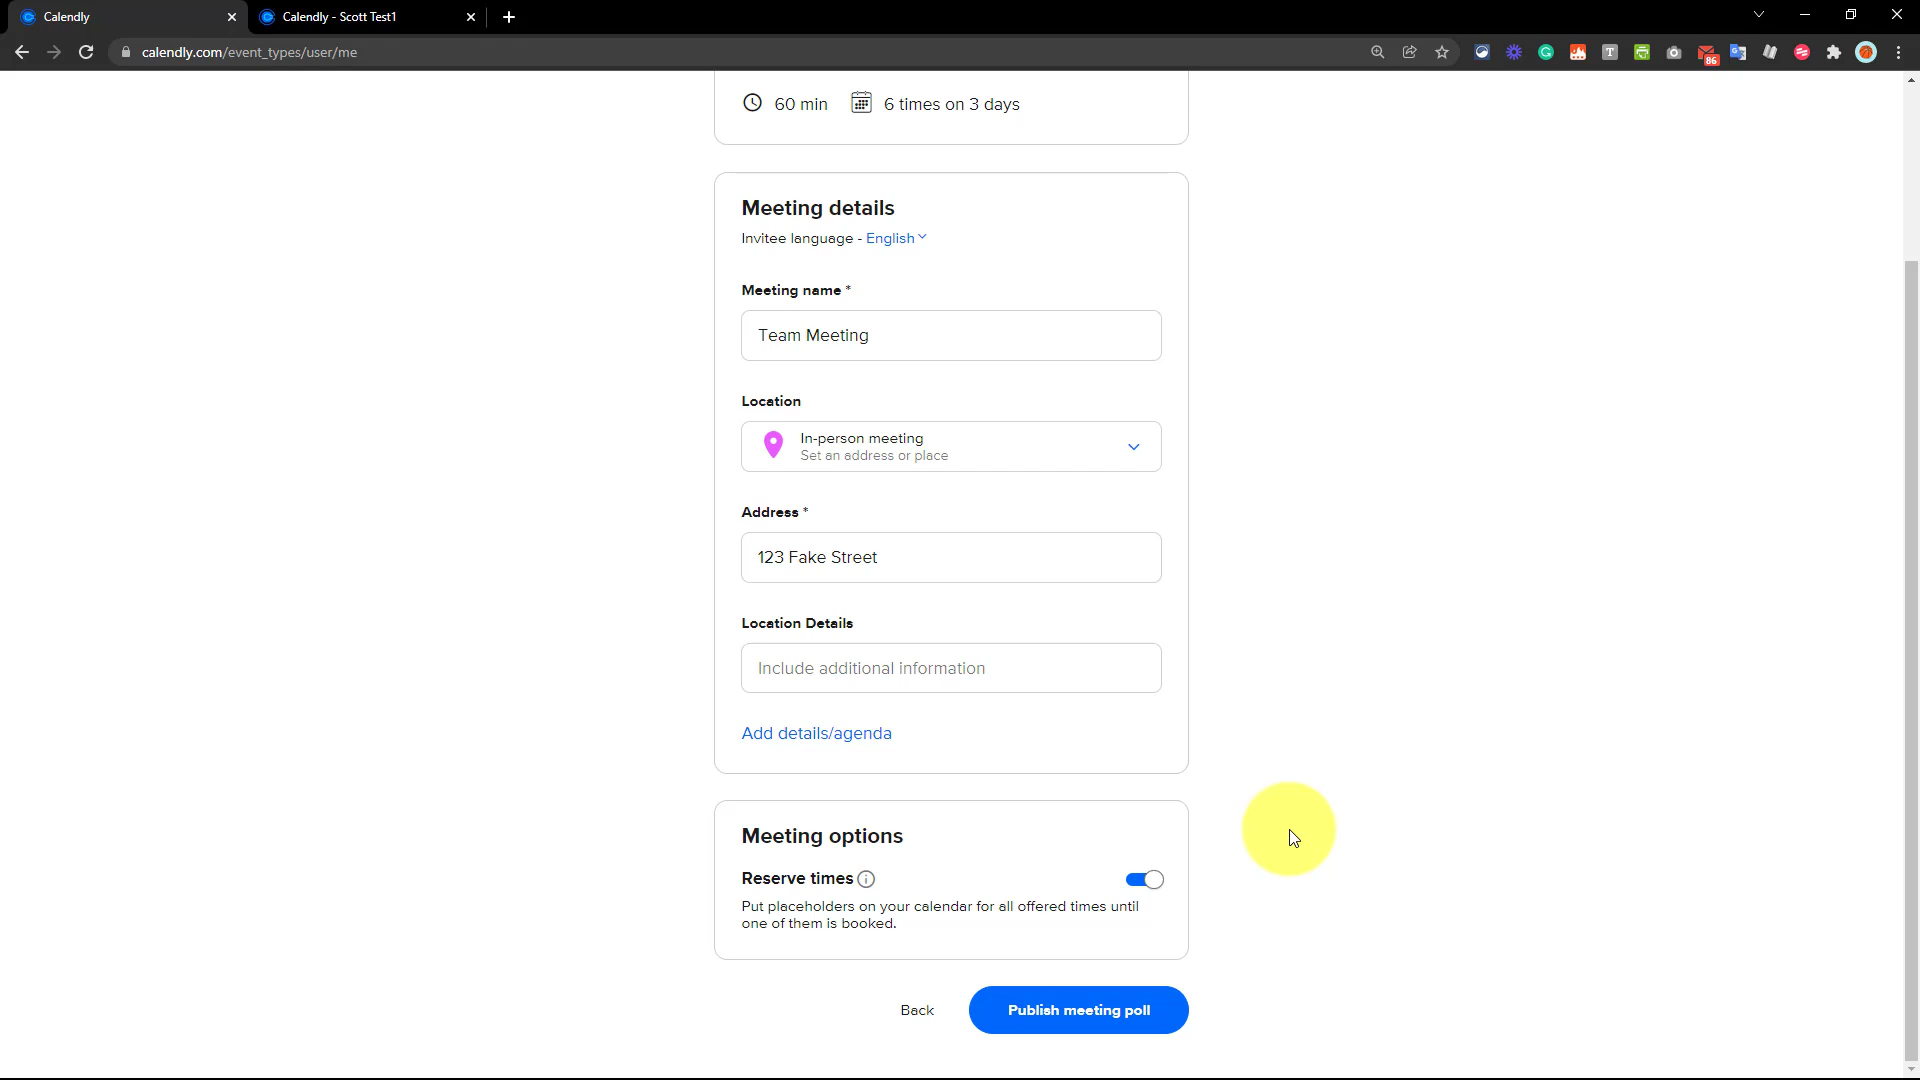 Calendly
Calendly - Scott Test1
calendly.com/event_types/user/me
T
86
60 min
6 times on 3 days
Meeting details
Invitee language - English
Meeting name *
Team Meeting
Location
In-person meeting
Set an address or place
Address *
123 Fake Street
Location Details
Include additional information
Add details/agenda
Meeting options
Reserve times
Put placeholders on your calendar for all offered times until
one of them is booked.
Back
Publish meeting poll